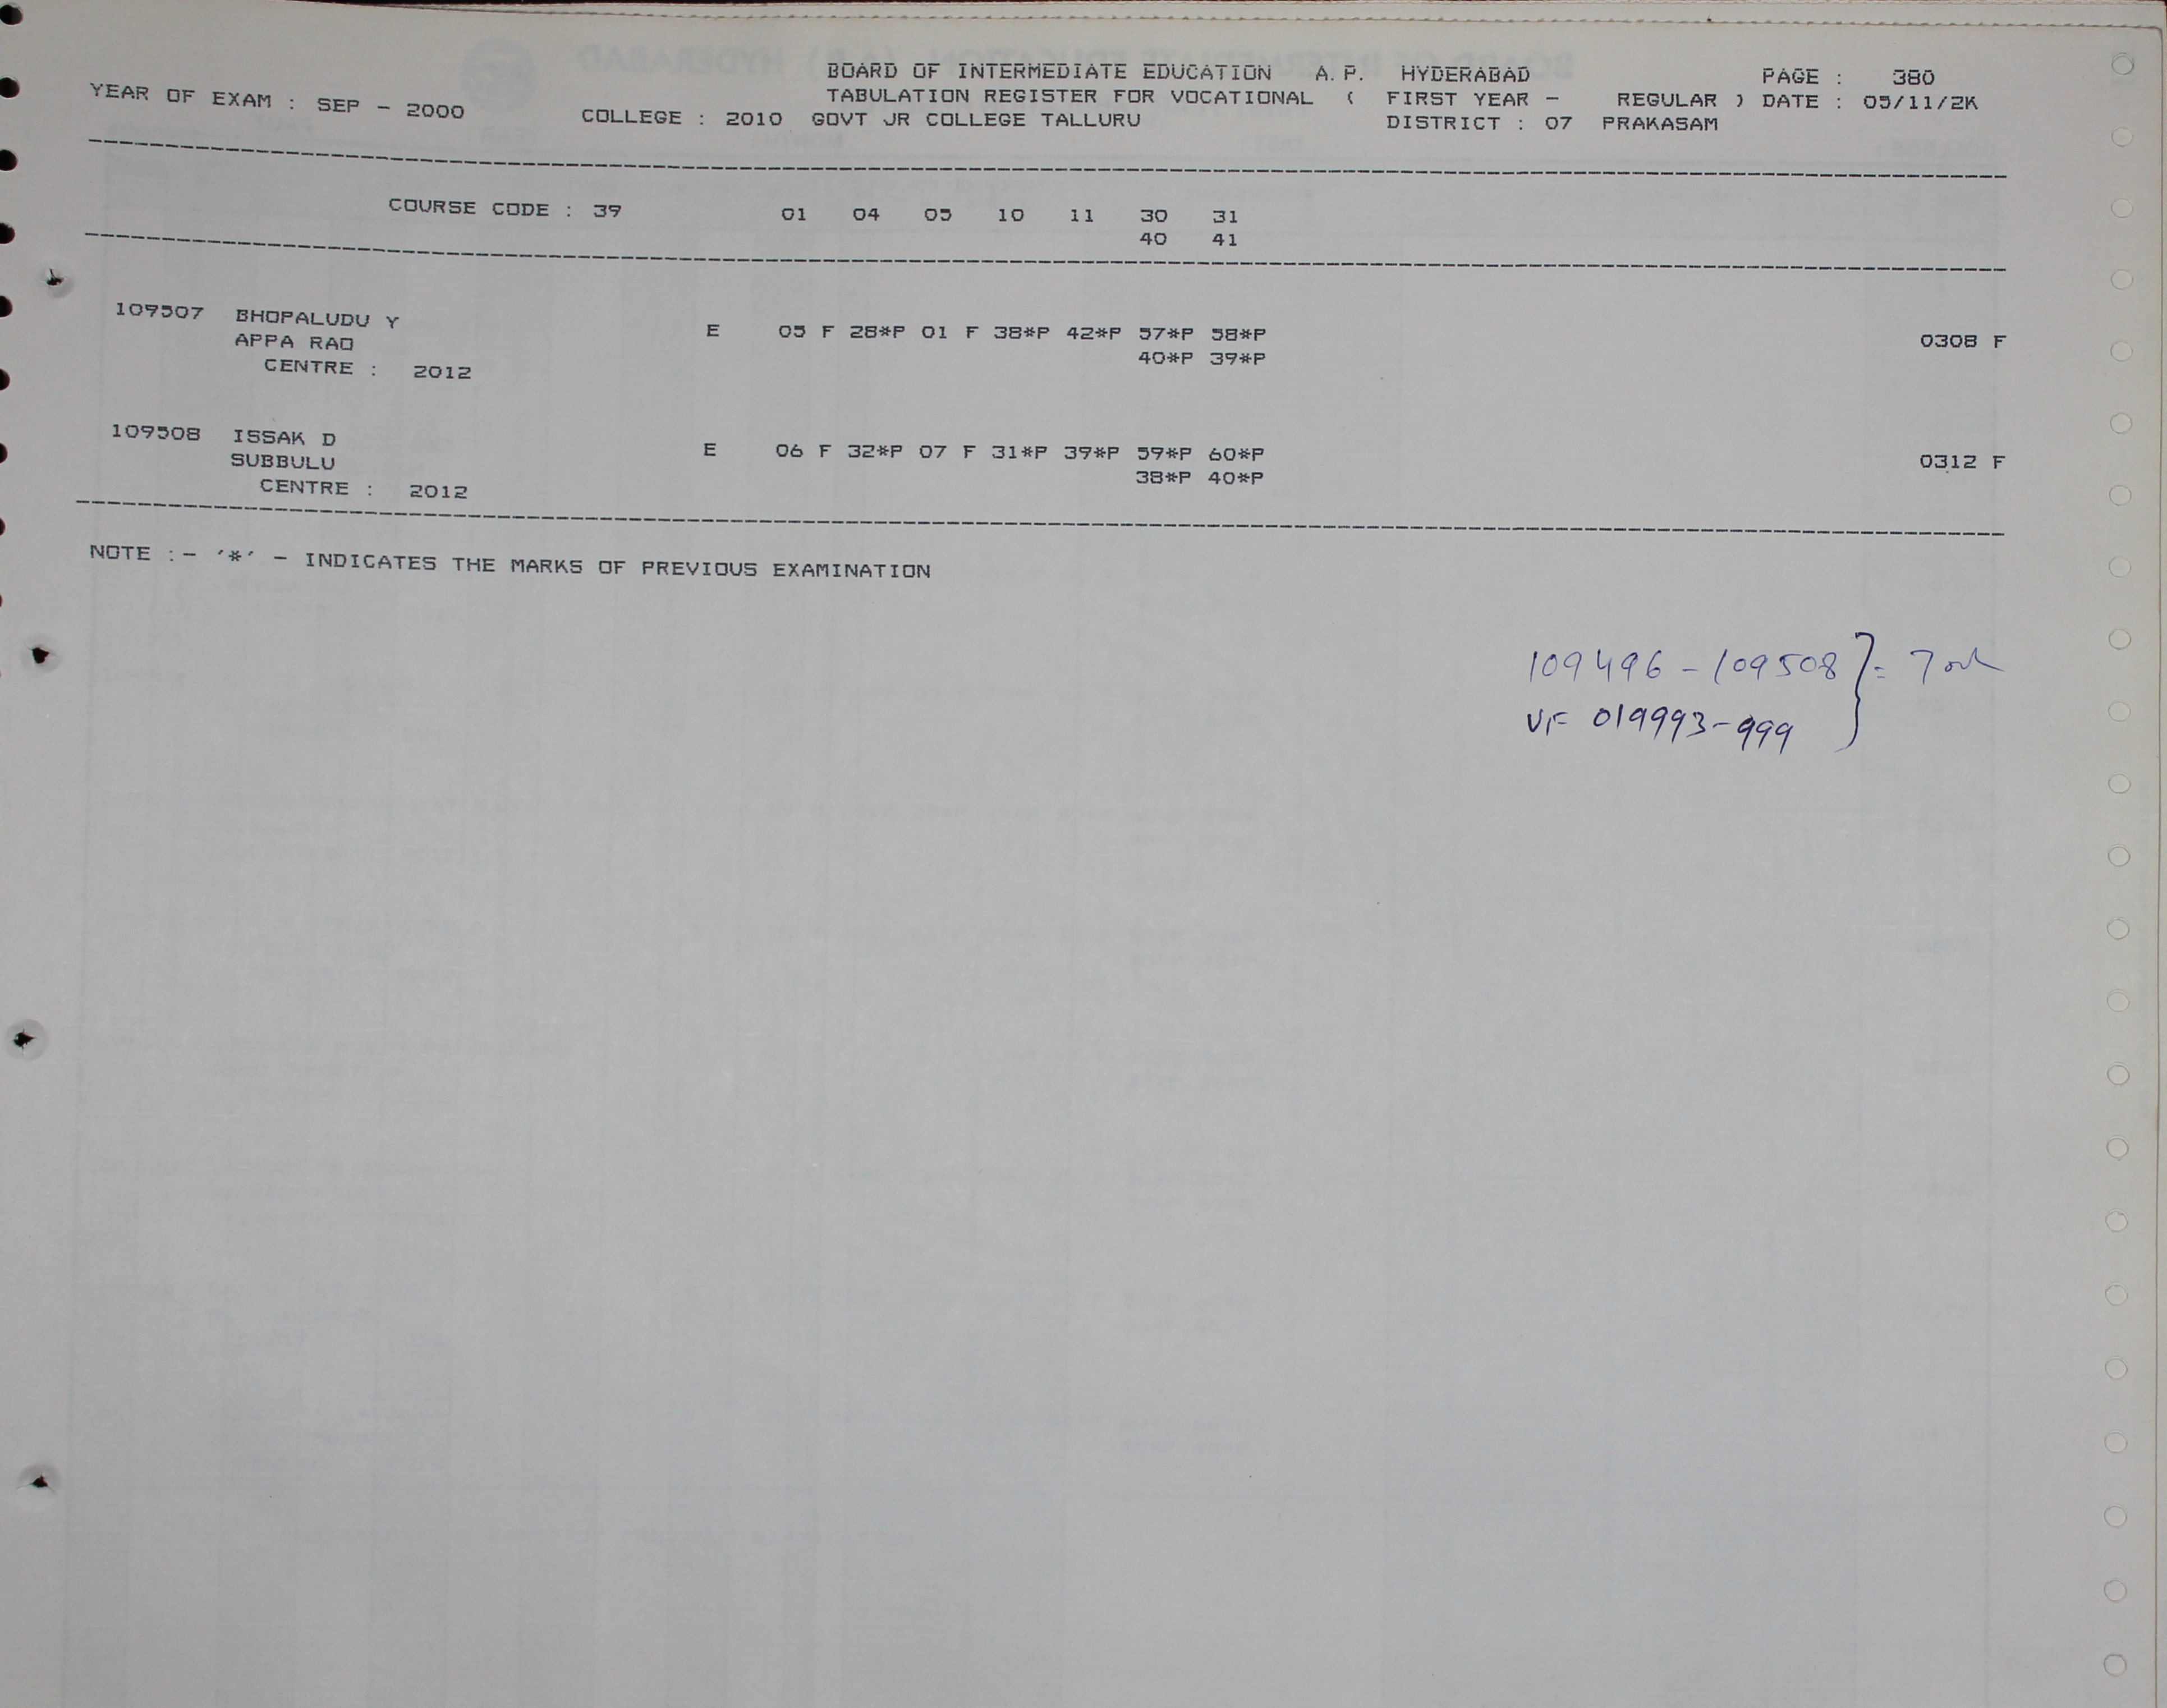 BOARD OF INTERMEDIATE EDUCATION A.P. HYDERABAD PAGE : 380
YEAR OF EXAM : SEP - 2000 TABULATION REGISTER FOR VOCATIONAL ( FIRST YEAR - REGULAR ) DATE : 05/11/2K
COLLEGE : 2010 GOVT JR COLLEGE TALLURU DISTRICT : 07 PRAKASAM
COURSE CODE : 39 01 04 05 10 11 30 31
40 41
109507 BHOPALUDU Y E 05 F 28*P 01 F 38*P 42*P 57*P 58*P 0308 F
APPA RAO 40*P 39*P
CENTRE : 2012
109508 ISSAK D E 06 F 32*P 07 F 31*P 39*P 59*P 60*P 0312 F
SUBBULU 38*P 40*P
CENTRE : 2012
NOTE :- '*' - INDICATES THE MARKS OF PREVIOUS EXAMINATION
109496 - 109508 } = 7
VF 019993-999